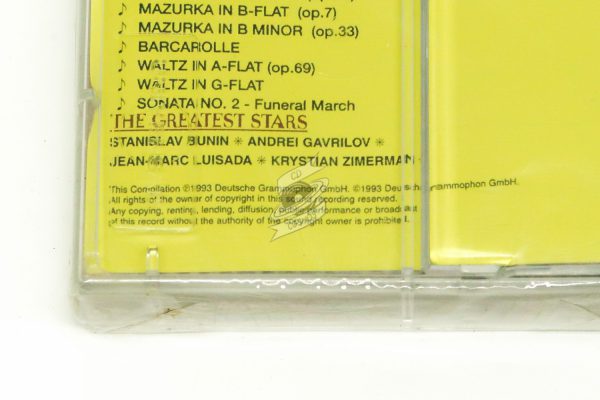 ♪ MAZURKA IN B-FLAT (op.7)
♪ MAZURKA IN B MINOR (op.33)
♪ BARCAROLLE
♪ WALTZ IN A-FLAT (op.69)
♪ WALTZ IN G-FLAT
♪ SONATA NO. 2 - Funeral March
THE GREATEST STARS
STANISLAV BUNIN ✳ ANDREI GAVRILOV ✳
JEAN-MARC LUISADA ✳ KRYSTIAN ZIMERMAN
This Compilation ℗1993 Deutsche Grammophon GmbH. ©1993 Deutsche Grammophon GmbH.
All rights of the owner of copyright in this sound recording reserved.
Any copying, renting, lending, diffusion, public performance or broadcast
of this record without the authority of the copyright owner is prohibited.
CD